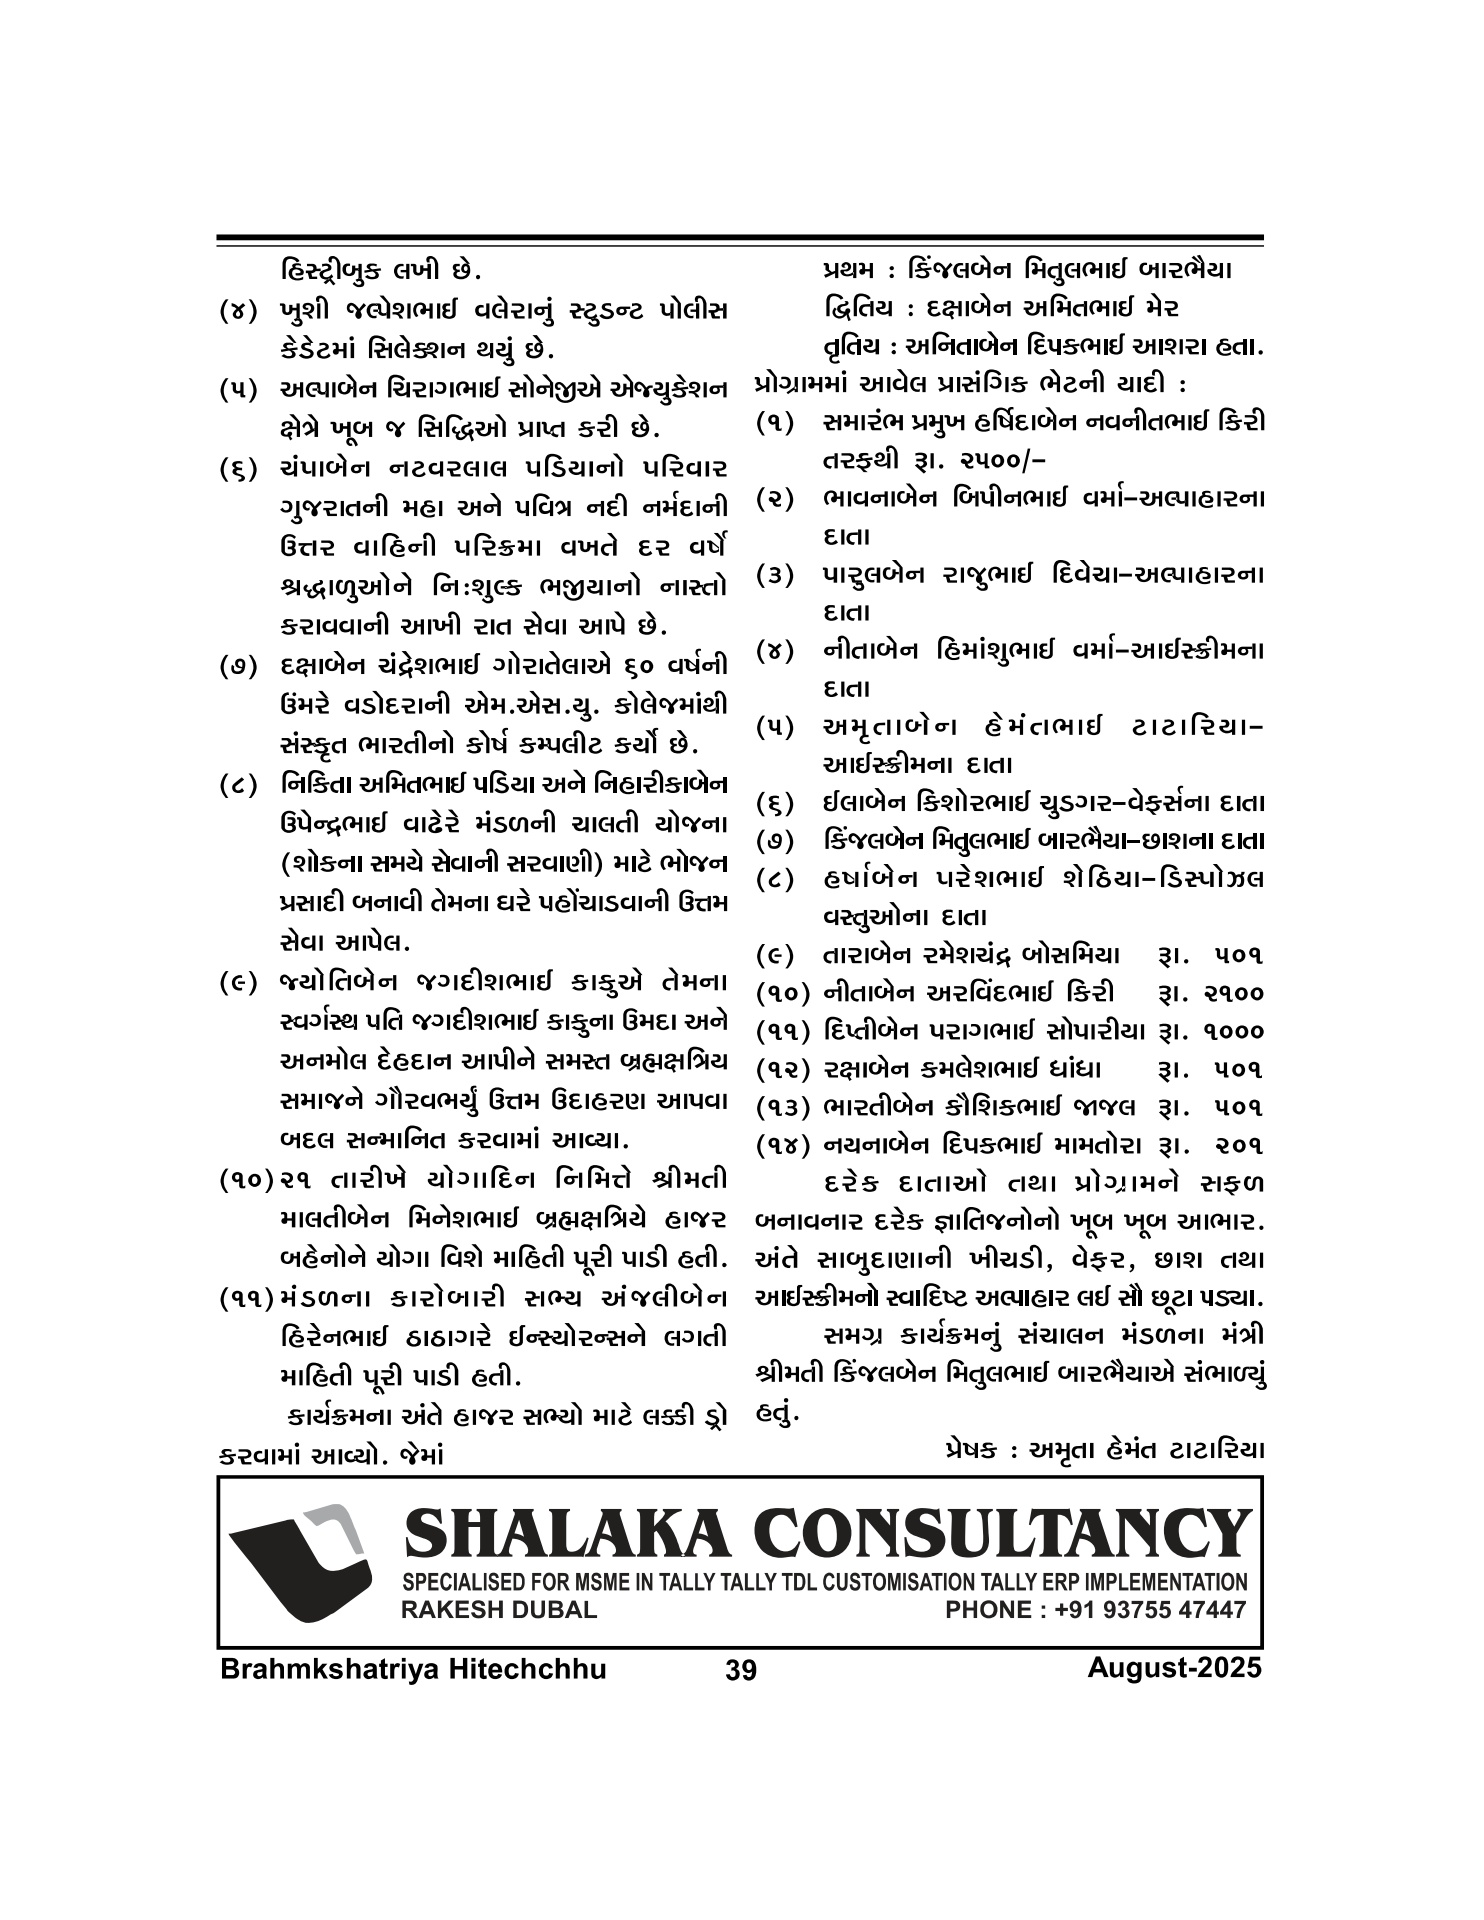 હિસ્ટ્રીબુક લખી છે.
(૪) ખુશી જલ્પેશભાઈ વલેરાનું સ્ટુડન્ટ પોલીસ
કેડેટમાં સિલેક્શન થયું છે.
(૫) અલ્પાબેન ચિરાગભાઈ સોનેજીએ એજ્યુકેશન
ક્ષેત્રે ખૂબ જ સિદ્ધિઓ પ્રાપ્ત કરી છે.
(૬) ચંપાબેન નટવરલાલ પડિયાનો પરિવાર
ગુજરાતની મહા અને પવિત્ર નદી નર્મદાની
ઉત્તર વાહિની પરિક્રમા વખતે દર વર્ષે
શ્રદ્ધાળુઓને નિ:શુલ્ક ભજીયાનો નાસ્તો
કરાવવાની આખી રાત સેવા આપે છે.
(૭) દક્ષાબેન ચંદ્રેશભાઈ ગોરાતેલાએ ૬૦ વર્ષની
ઉંમરે વડોદરાની એમ.એસ.યુ. કોલેજમાંથી
સંસ્કૃત ભારતીનો કોર્ષ કમ્પલીટ કર્યો છે.
(૮) નિકિતા અમિતભાઈ પડિયા અને નિહારીકાબેન
ઉપેન્દ્રભાઈ વાઢેરે મંડળની ચાલતી યોજના
(શોકના સમયે સેવાની સરવાણી) માટે ભોજન
પ્રસાદી બનાવી તેમના ઘરે પહોંચાડવાની ઉત્તમ
સેવા આપેલ.
(૯) જ્યોતિબેન જગદીશભાઈ કાકુએ તેમના
સ્વર્ગસ્થ પતિ જગદીશભાઈ કાકુના ઉમદા અને
અનમોલ દેહદાન આપીને સમસ્ત બ્રહ્મક્ષત્રિય
સમાજને ગૌરવભર્યું ઉત્તમ ઉદાહરણ આપવા
બદલ સન્માનિત કરવામાં આવ્યા.
(૧૦) ૨૧ તારીખે યોગાદિન નિમિત્તે શ્રીમતી
માલતીબેન મિનેશભાઈ બ્રહ્મક્ષત્રિયે હાજર
બહેનોને યોગા વિશે માહિતી પૂરી પાડી હતી.
(૧૧) મંડળના કારોબારી સભ્ય અંજલીબેન
હિરેનભાઈ ઠાઠાગરે ઈન્સ્યોરન્સને લગતી
માહિતી પૂરી પાડી હતી.
કાર્યક્રમના અંતે હાજર સભ્યો માટે લક્કી ડ્રો
કરવામાં આવ્યો. જેમાં
પ્રથમ : કિંજલબેન મિતુલભાઈ બારભૈયા
દ્વિતિય : દક્ષાબેન અમિતભાઈ મેર
તૃતિય : અનિતાબેન દિપકભાઈ આશરા હતા.
પ્રોગ્રામમાં આવેલ પ્રાસંગિક ભેટની યાદી :
(૧) સમારંભ પ્રમુખ હર્ષિદાબેન નવનીતભાઈ કિરી
તરફથી રૂા. ૨૫૦૦/–
(૨) ભાવનાબેન બિપીનભાઈ વર્મા–અલ્પાહારના
દાતા
(૩) પારુલબેન રાજુભાઈ દિવેચા–અલ્પાહારના
દાતા
(૪) નીતાબેન હિમાંશુભાઈ વર્મા–આઈસ્ક્રીમના
દાતા
(૫) અમૃતાબેન હેમંતભાઈ ટાટારિયા–
આઈસ્ક્રીમના દાતા
(૬) ઈલાબેન કિશોરભાઈ ચુડગર–વેફર્સના દાતા
(૭) કિંજલબેન મિતુલભાઈ બારભૈયા–છાશના દાતા
(૮) હર્ષાબેન પરેશભાઈ શેઠિયા–ડિસ્પોઝલ
વસ્તુઓના દાતા
(૯) તારાબેન રમેશચંદ્ર બોસમિયા રૂા. ૫૦૧
(૧૦) નીતાબેન અરવિંદભાઈ કિરી રૂા. ૨૧૦૦
(૧૧) દિપ્તીબેન પરાગભાઈ સોપારીયા રૂા. ૧૦૦૦
(૧૨) રક્ષાબેન કમલેશભાઈ ધાંધા રૂા. ૫૦૧
(૧૩) ભારતીબેન કૌશિકભાઈ જાજલ રૂા. ૫૦૧
(૧૪) નયનાબેન દિપકભાઈ મામતોરા રૂા. ૨૦૧
દરેક દાતાઓ તથા પ્રોગ્રામને સફળ
બનાવનાર દરેક જ્ઞાતિજનોનો ખૂબ ખૂબ આભાર.
અંતે સાબુદાણાની ખીચડી, વેફર, છાશ તથા
આઈસ્ક્રીમનો સ્વાદિષ્ટ અલ્પાહાર લઈ સૌ છૂટા પડ્યા.
સમગ્ર કાર્યક્રમનું સંચાલન મંડળના મંત્રી
શ્રીમતી કિંજલબેન મિતુલભાઈ બારભૈયાએ સંભાળ્યું
હતું.
પ્રેષક : અમૃતા હેમંત ટાટારિયા
SHALAKA CONSULTANCY
SPECIALISED FOR MSME IN TALLY TALLY TDL CUSTOMISATION TALLY ERP IMPLEMENTATION
RAKESH DUBAL PHONE : +91 93755 47447
Brahmkshatriya Hitechchhu 39 August-2025